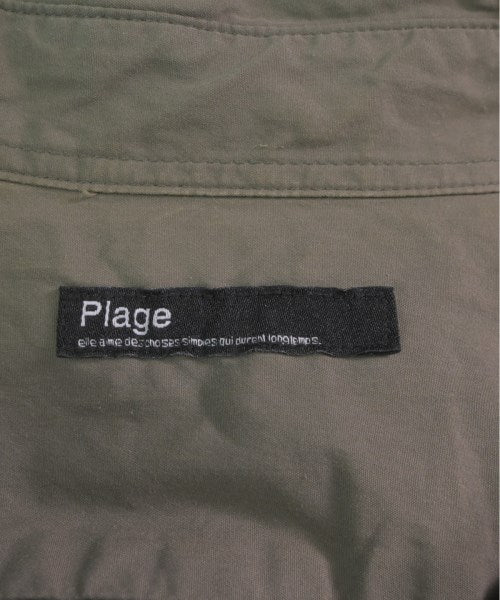 Plage
elle aime des choses simples qui durent longtemps.